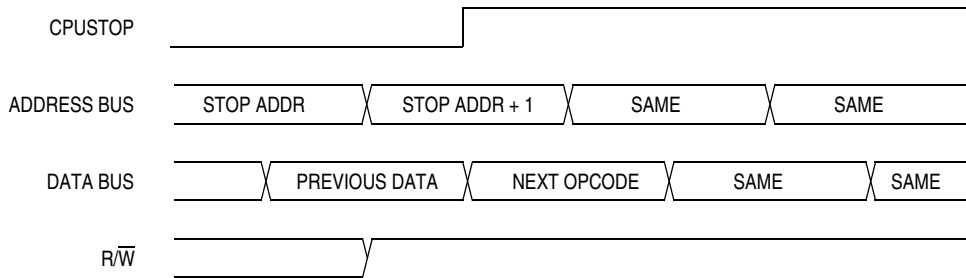 CPUSTOP
ADDRESS BUS STOP ADDR STOP ADDR + 1 SAME SAME
DATA BUS PREVIOUS DATA NEXT OPCODE SAME SAME
R/W̅